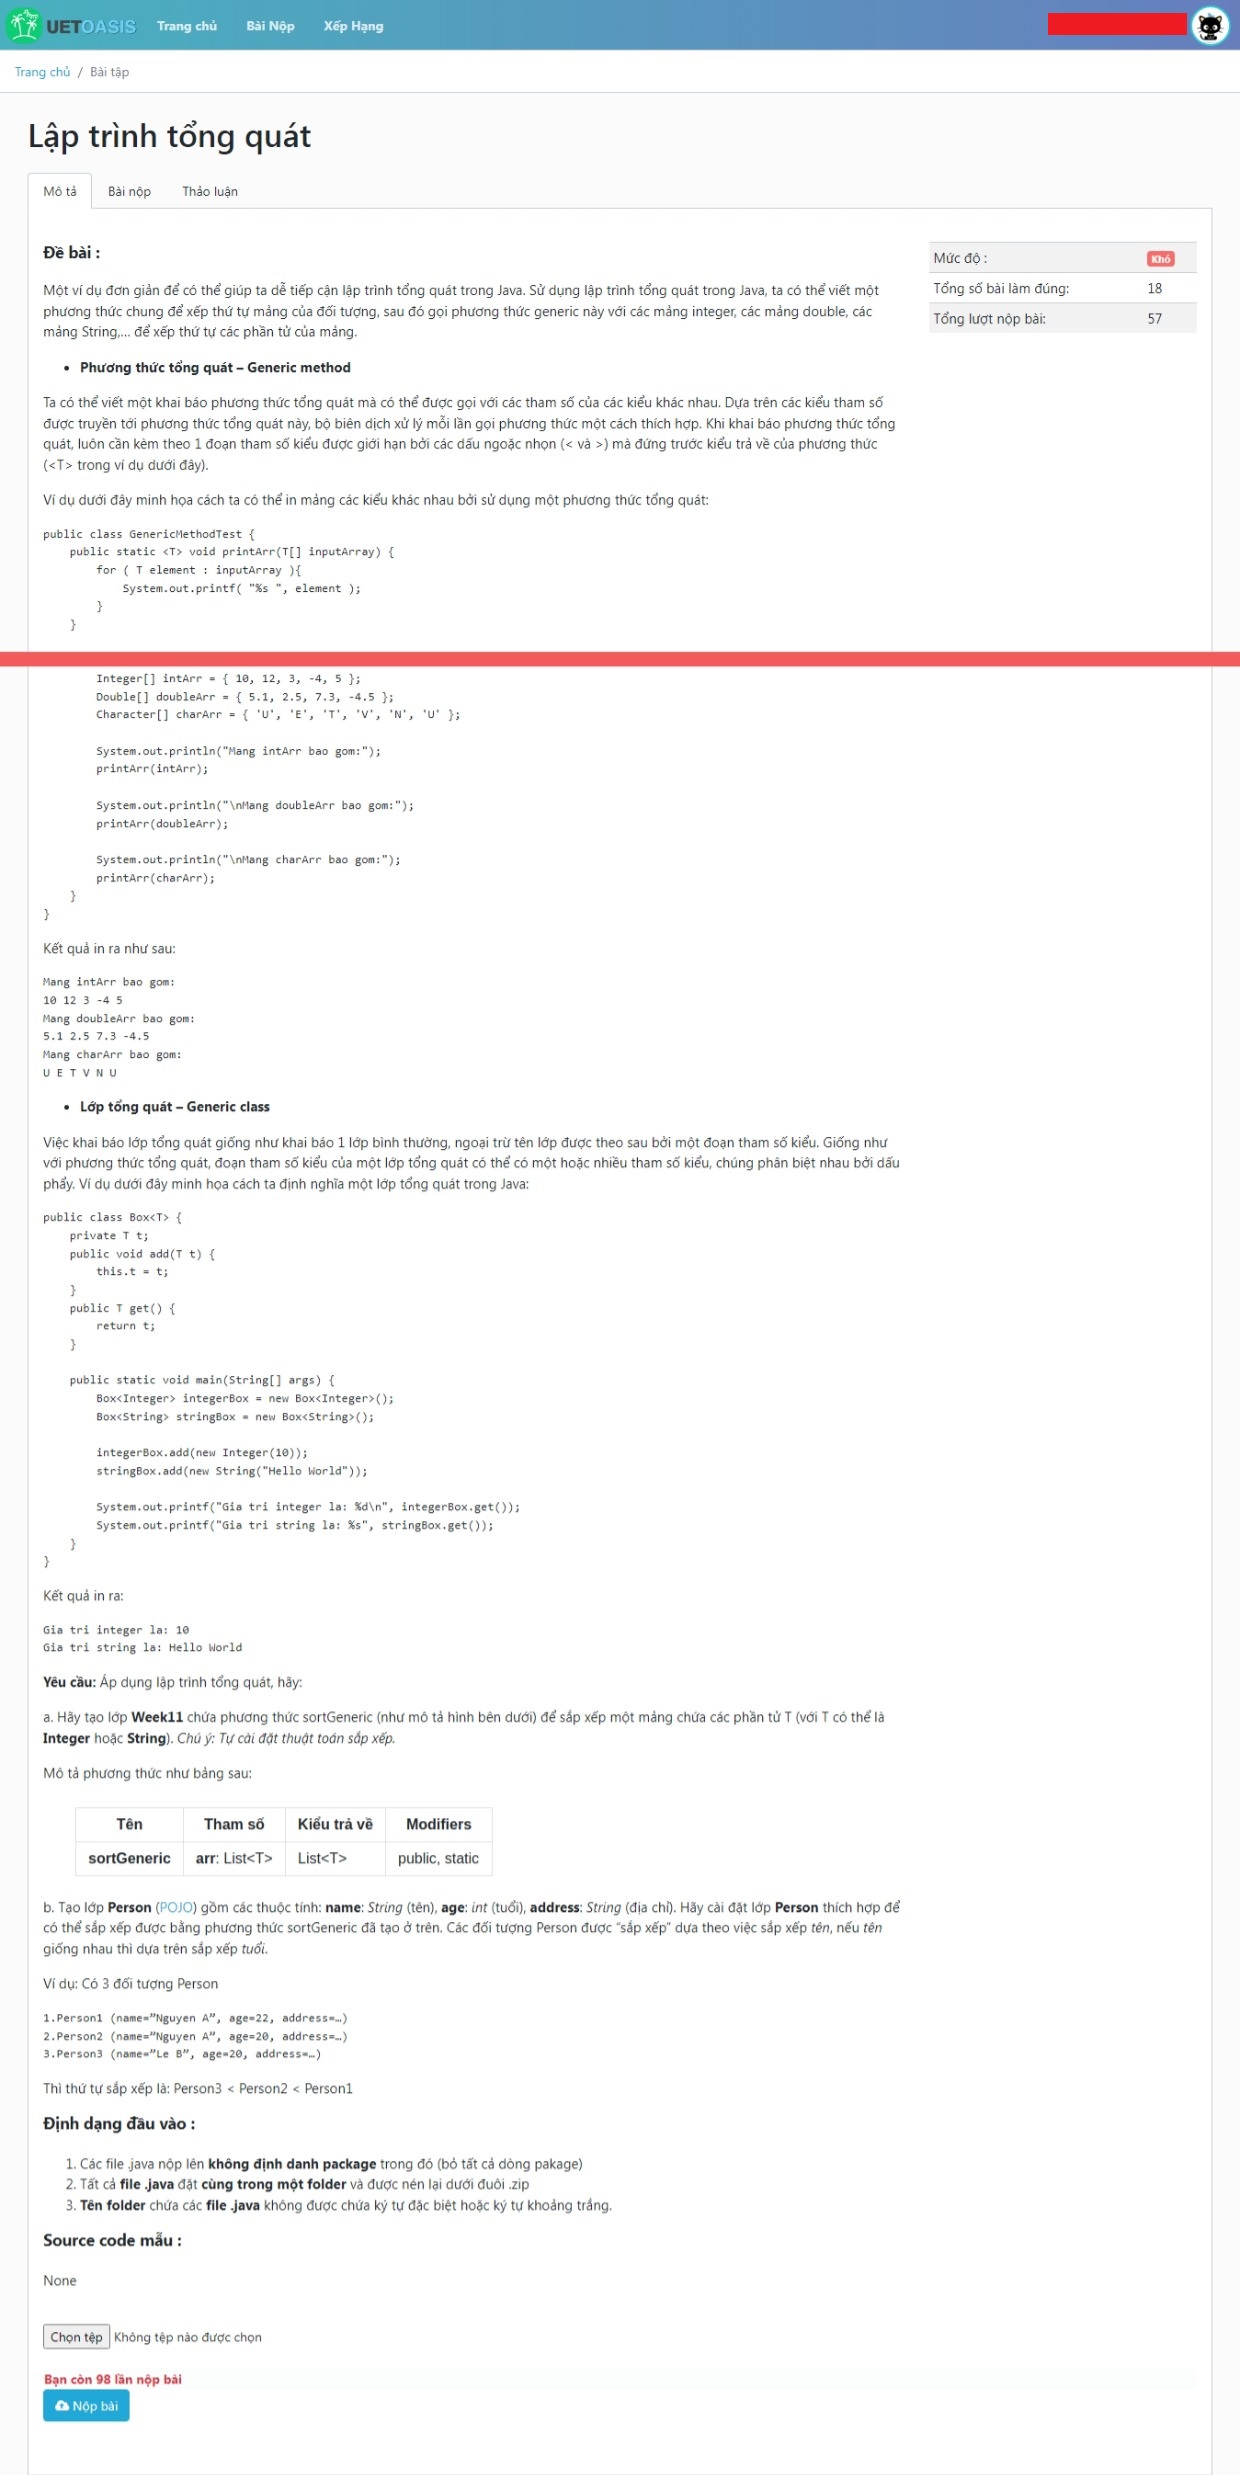 UETOASIS Trang chủ Bài Nộp Xếp Hạng
Trang chủ / Bài tập
Lập trình tổng quát
Mô tả Bài nộp Thảo luận
Đề bài :
Mức độ : Khó
Tổng số bài làm đúng: 18
Tổng lượt nộp bài: 57
Một ví dụ đơn giản để có thể giúp ta dễ tiếp cận lập trình tổng quát trong Java. Sử dụng lập trình tổng quát trong Java, ta có thể viết một
phương thức chung để xếp thứ tự mảng của đối tượng, sau đó gọi phương thức generic này với các mảng integer, các mảng double, các
mảng String,... để xếp thứ tự các phần tử của mảng.
• Phương thức tổng quát – Generic method
Ta có thể viết một khai báo phương thức tổng quát mà có thể được gọi với các tham số của các kiểu khác nhau. Dựa trên các kiểu tham số
được truyền tới phương thức tổng quát này, bộ biên dịch xử lý mỗi lần gọi phương thức một cách thích hợp. Khi khai báo phương thức tổng
quát, luôn cần kèm theo 1 đoạn tham số kiểu được giới hạn bởi các dấu ngoặc nhọn (< và >) mà đứng trước kiểu trả về của phương thức
(<T> trong ví dụ dưới đây).
Ví dụ dưới đây minh họa cách ta có thể in mảng các kiểu khác nhau bởi sử dụng một phương thức tổng quát:
public class GenericMethodTest {
public static <T> void printArr(T[] inputArray) {
for ( T element : inputArray ){
System.out.printf( "%s ", element );
}
}
Integer[] intArr = { 10, 12, 3, -4, 5 };
Double[] doubleArr = { 5.1, 2.5, 7.3, -4.5 };
Character[] charArr = { 'U', 'E', 'T', 'V', 'N', 'U' };
System.out.println("Mang intArr bao gom:");
printArr(intArr);
System.out.println("\nMang doubleArr bao gom:");
printArr(doubleArr);
System.out.println("\nMang charArr bao gom:");
printArr(charArr);
}
}
Kết quả in ra như sau:
Mang intArr bao gom:
10 12 3 -4 5
Mang doubleArr bao gom:
5.1 2.5 7.3 -4.5
Mang charArr bao gom:
U E T V N U
• Lớp tổng quát – Generic class
Việc khai báo lớp tổng quát giống như khai báo 1 lớp bình thường, ngoại trừ tên lớp được theo sau bởi một đoạn tham số kiểu. Giống như
với phương thức tổng quát, đoạn tham số kiểu của một lớp tổng quát có thể có một hoặc nhiều tham số kiểu, chúng phân biệt nhau bởi dấu
phẩy. Ví dụ dưới đây minh họa cách ta định nghĩa một lớp tổng quát trong Java:
public class Box<T> {
private T t;
public void add(T t) {
this.t = t;
}
public T get() {
return t;
}
public static void main(String[] args) {
Box<Integer> integerBox = new Box<Integer>();
Box<String> stringBox = new Box<String>();
integerBox.add(new Integer(10));
stringBox.add(new String("Hello World"));
System.out.printf("Gia tri integer la: %d\n", integerBox.get());
System.out.printf("Gia tri string la: %s", stringBox.get());
}
}
Kết quả in ra:
Gia tri integer la: 10
Gia tri string la: Hello World
Yêu cầu: Áp dụng lập trình tổng quát, hãy:
a. Hãy tạo lớp Week11 chứa phương thức sortGeneric (như mô tả hình bên dưới) để sắp xếp một mảng chứa các phần tử T (với T có thể là
Integer hoặc String). Chú ý: Tự cài đặt thuật toán sắp xếp.
Mô tả phương thức như bảng sau:
Tên Tham số Kiểu trả về Modifiers
sortGeneric arr: List<T> List<T> public, static
b. Tạo lớp Person (POJO) gồm các thuộc tính: name: String (tên), age: int (tuổi), address: String (địa chỉ). Hãy cài đặt lớp Person thích hợp để
có thể sắp xếp được bằng phương thức sortGeneric đã tạo ở trên. Các đối tượng Person được “sắp xếp” dựa theo việc sắp xếp tên, nếu tên
giống nhau thì dựa trên sắp xếp tuổi.
Ví dụ: Có 3 đối tượng Person
1.Person1 (name=”Nguyen A”, age=22, address=…)
2.Person2 (name=”Nguyen A”, age=20, address=…)
3.Person3 (name=”Le B”, age=20, address=…)
Thì thứ tự sắp xếp là: Person3 < Person2 < Person1
Định dạng đầu vào :
1. Các file .java nộp lên không định danh package trong đó (bỏ tất cả dòng pakage)
2. Tất cả file .java đặt cùng trong một folder và được nén lại dưới đuôi .zip
3. Tên folder chứa các file .java không được chứa ký tự đặc biệt hoặc ký tự khoảng trắng.
Source code mẫu :
None
Chọn tệp Không tệp nào được chọn
Bạn còn 98 lần nộp bài
Nộp bài